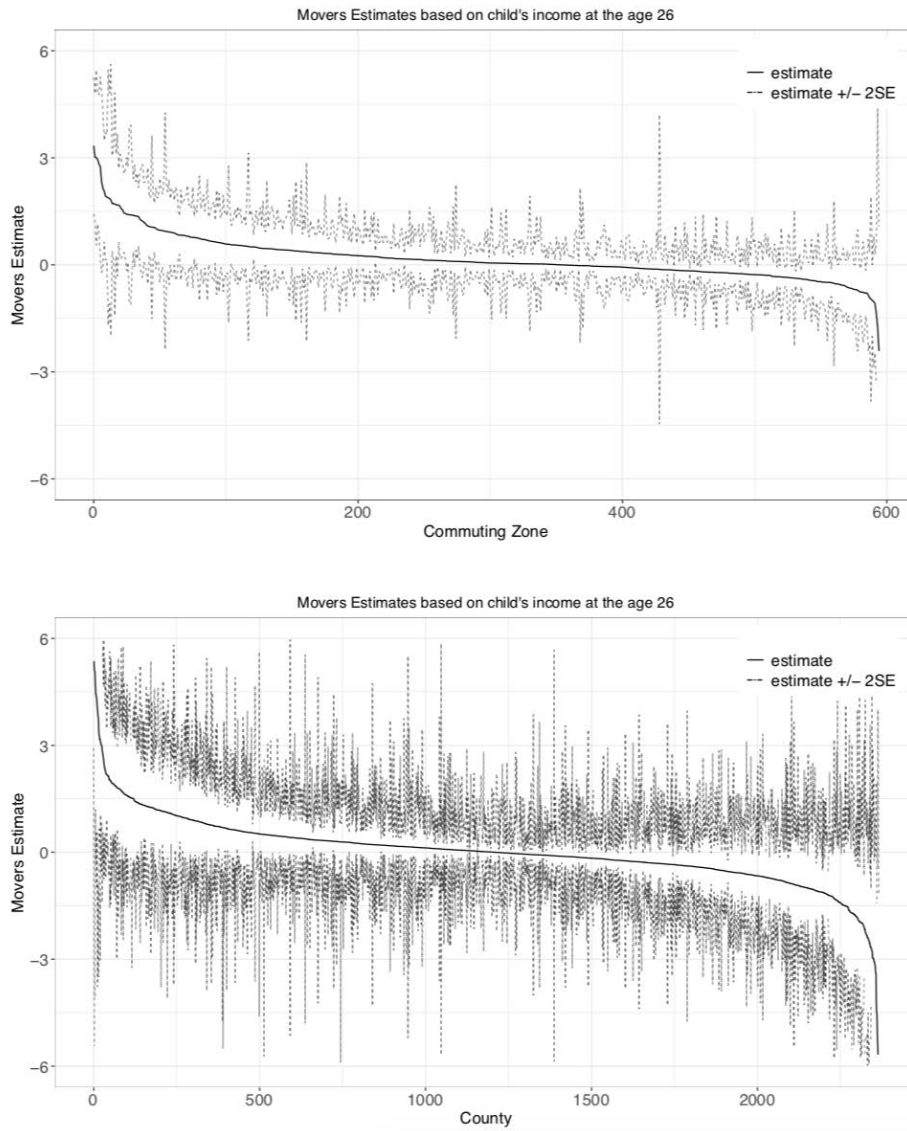 Movers Estimates based on child's income at the age 26
6
3
0
−3
−6
Movers Estimate
estimate
estimate +/− 2SE
0
200
400
600
Commuting Zone
Movers Estimates based on child's income at the age 26
6
3
0
−3
−6
Movers Estimate
estimate
estimate +/− 2SE
0
500
1000
1500
2000
County